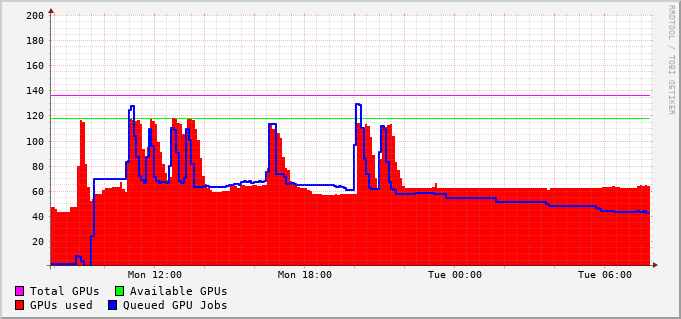 200
180
160
140
120
100
80
60
40
20
Mon 12:00 Mon 18:00 Tue 00:00 Tue 06:00
Total GPUs Available GPUs
GPUs used Queued GPU Jobs
RRDTOOL / TOBI OETIKER